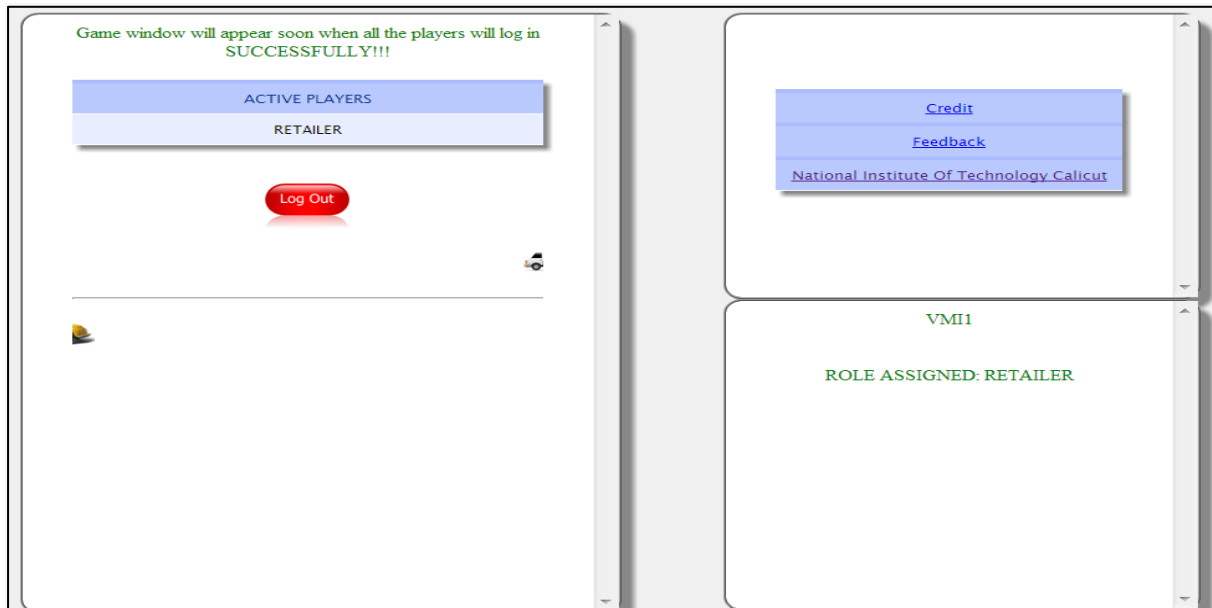 Game window will appear soon when all the players will log in
SUCCESSFULLY!!!
ACTIVE PLAYERS
RETAILER
Log Out
Credit
Feedback
National Institute Of Technology Calicut
VMI1
ROLE ASSIGNED: RETAILER